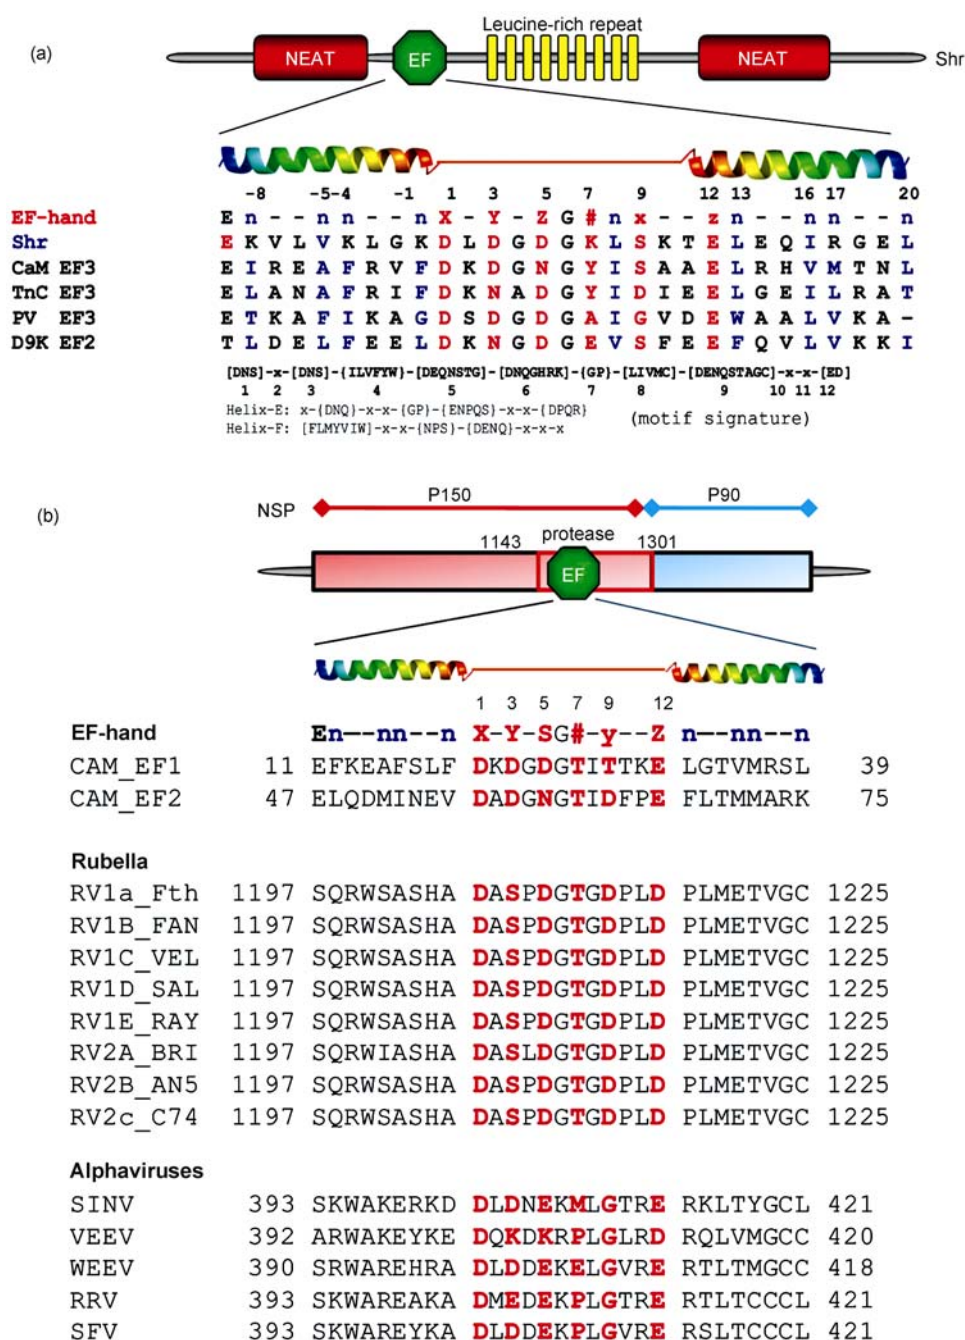 (a)
Leucine-rich repeat
NEAT EF NEAT Shr
-8 -5 -4 -1 1 3 5 7 9 12 13 16 17 20
EF-hand E n - - n n - - n X - Y - Z G # n x - - z n - - n n - - n
Shr E K V L V K L G K D L D G D G K L S K T E L E Q I R G E L
CaM EF3 E I R E A F R V F D K D G N G Y I S A A E L R H V M T N L
TnC EF3 E L A N A F R I F D K N A D G Y I D I E E L G E I L R A T
PV EF3 E T K A F I K A G D S D G D G A I G V D E W A A L V K A -
D9K EF2 T L D E L F E E L D K N G D G E V S F E E F Q V L V K K I
[DNS]-x-[DNS]-{ILVFYW}-[DEQNSTG]-[DNQGHRK]-{GP}-[LIVMC]-[DENQSTAGC]-x-x-[ED]
1 2 3 4 5 6 7 8 9 10 11 12
Helix-E: x-{DNQ}-x-x-{GP}-{ENPQS}-x-x-{DPQR}
Helix-F: [FLMYVIW]-x-x-{NPS}-{DENQ}-x-x-x
(motif signature)
(b)
NSP P150 P90
1143 protease 1301
EF
1 3 5 7 9 12
EF-hand En--nn--n X-Y-SG#-y--Z n--nn--n
CAM_EF1 11 EFKEAFSLF DKDGDGTITTKE LGTVMRSL 39
CAM_EF2 47 ELQDMINEV DADGNGTIDFPE FLTMMARK 75
Rubella
RV1a_Fth 1197 SQRWSASHA DASPDGTGDPLD PLMETVGC 1225
RV1B_FAN 1197 SQRWSASHA DASPDGTGDPLD PLMETVGC 1225
RV1C_VEL 1197 SQRWSASHA DASPDGTGDPLD PLMETVGC 1225
RV1D_SAL 1197 SQRWSASHA DASPDGTGDPLD PLMETVGC 1225
RV1E_RAY 1197 SQRWSASHA DASPDGTGDPLD PLMETVGC 1225
RV2A_BRI 1197 SQRWIASHA DASLDGTGDPLD PLMETVGC 1225
RV2B_AN5 1197 SQRWSASHA DASPDGTGDPLD PLMETVGC 1225
RV2c_C74 1197 SQRWSASHA DASPDGTGDPLD PLMETVGC 1225
Alphaviruses
SINV 393 SKWAKERKD DLDNEKMLGTRE RKLTYGCL 421
VEEV 392 ARWAKEYKE DQKDKRPLGLRD RQLVMGCC 420
WEEV 390 SRWAREHRA DLDDEKELGVRE RTLTMGCC 418
RRV 393 SKWAREAKA DMEDEKPLGTRE RTLTCCCL 421
SFV 393 SKWAREYKA DLDDEKPLGVRE RSLTCCCL 421